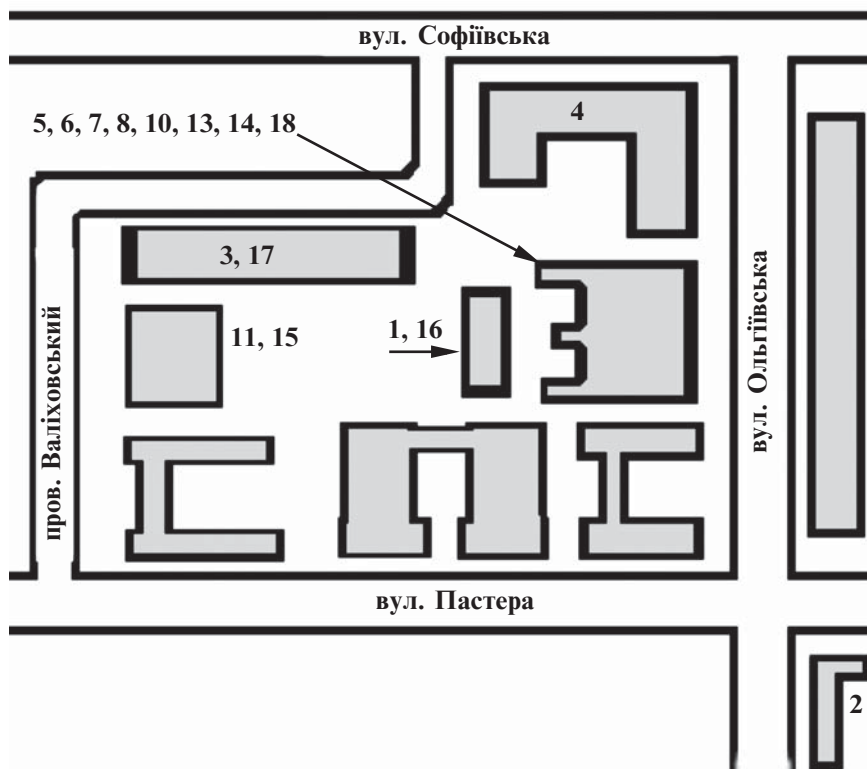 вул. Софіївська
4
5, 6, 7, 8, 10, 13, 14, 18
3, 17
11, 15
1, 16
вул. Ольгіївська
пров. Валіховський
вул. Пастера
2